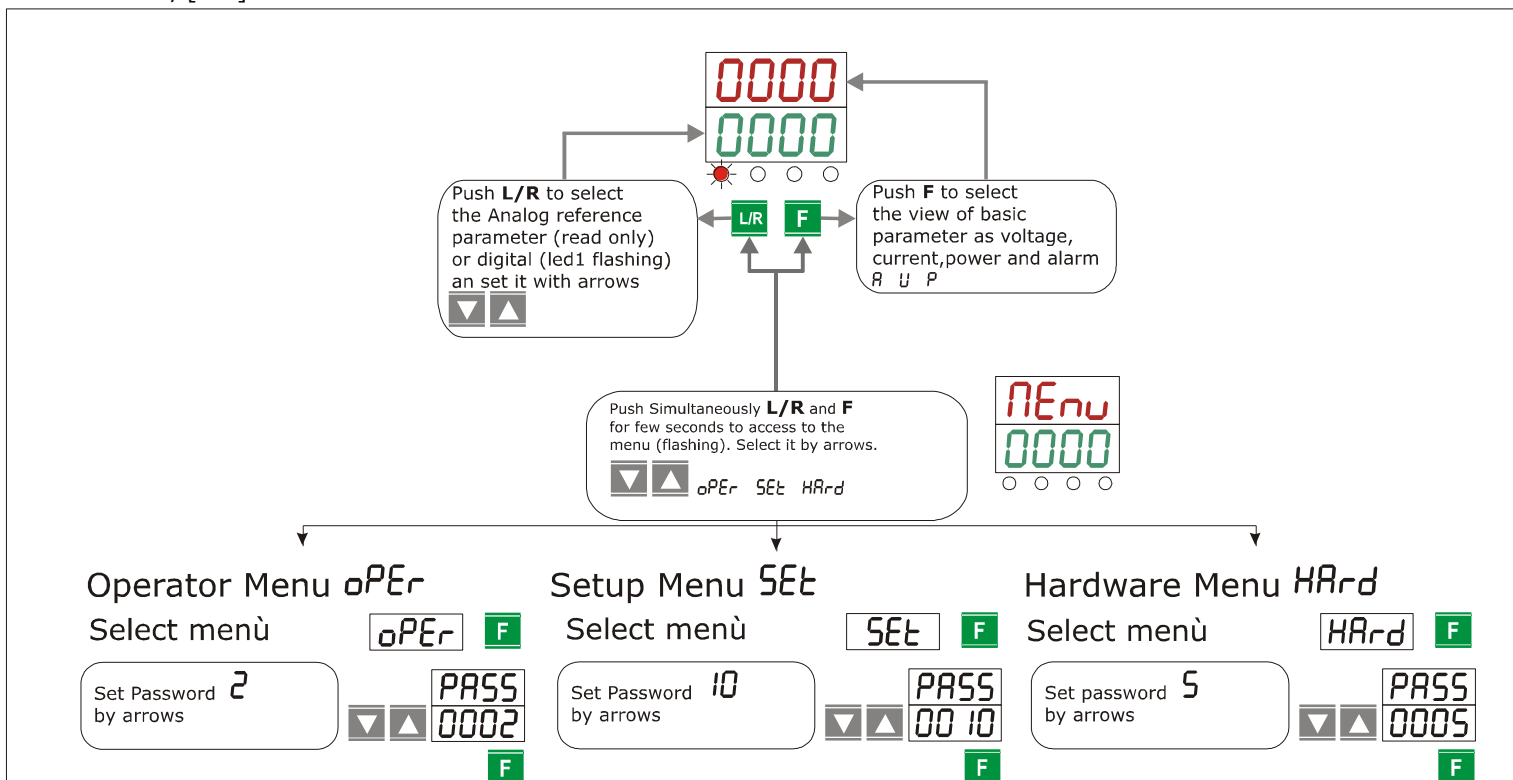 0000
0000
Push L/R to select
the Analog reference
parameter (read only)
or digital (led1 flashing)
an set it with arrows
L/R
F
Push F to select
the view of basic
parameter as voltage,
current,power and alarm
A U P
Push Simultaneously L/R and F
for few seconds to access to the
menu (flashing). Select it by arrows.
oPEr SEt HArd
MEnu
0000
Operator Menu oPEr
Select menù
oPEr
F
Set Password 2
by arrows
PASS
0002
F
Setup Menu SEt
Select menù
SEt
F
Set Password 10
by arrows
PASS
0010
F
Hardware Menu HArd
Select menù
HArd
F
Set password 5
by arrows
PASS
0005
F